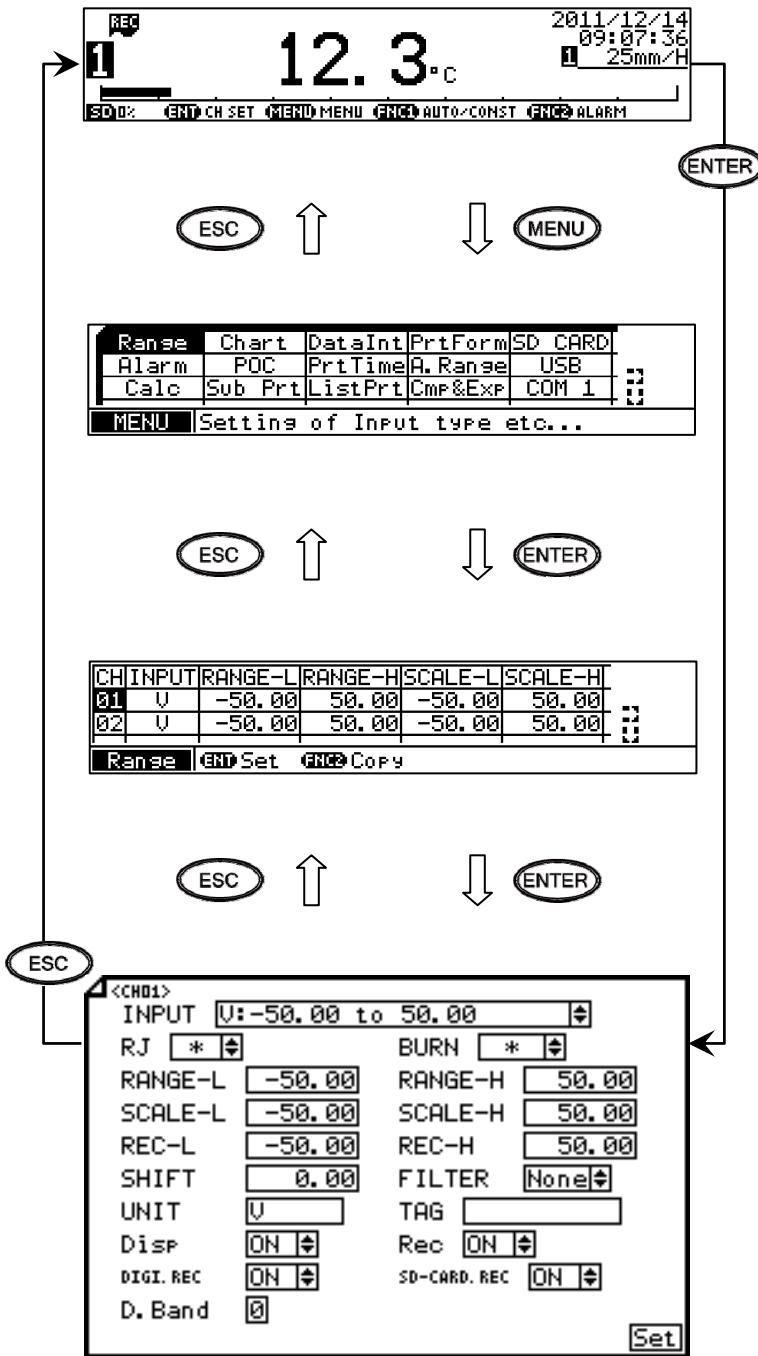 REC
2011/12/14
09:07:36
1 12.3°C 1 25mm/H
SD 0% ENT CH SET MENU MENU FNC1 AUTO/CONST FNC2 ALARM
ENTER
ESC MENU
Range Chart DataInt PrtForm SD CARD
Alarm POC PrtTime A.Range USB
Calc Sub Prt ListPrt Cmp&Exp COM 1
MENU Setting of Input type etc...
ESC ENTER
CH INPUT RANGE-L RANGE-H SCALE-L SCALE-H
01 V -50.00 50.00 -50.00 50.00
02 V -50.00 50.00 -50.00 50.00
Range ENT Set FNC2 Copy
ESC ENTER
ESC
<CH01>
INPUT V:-50.00 to 50.00
RJ * BURN *
RANGE-L -50.00 RANGE-H 50.00
SCALE-L -50.00 SCALE-H 50.00
REC-L -50.00 REC-H 50.00
SHIFT 0.00 FILTER None
UNIT V TAG
Disp ON Rec ON
DIGI.REC ON SD-CARD.REC ON
D.Band 0
Set